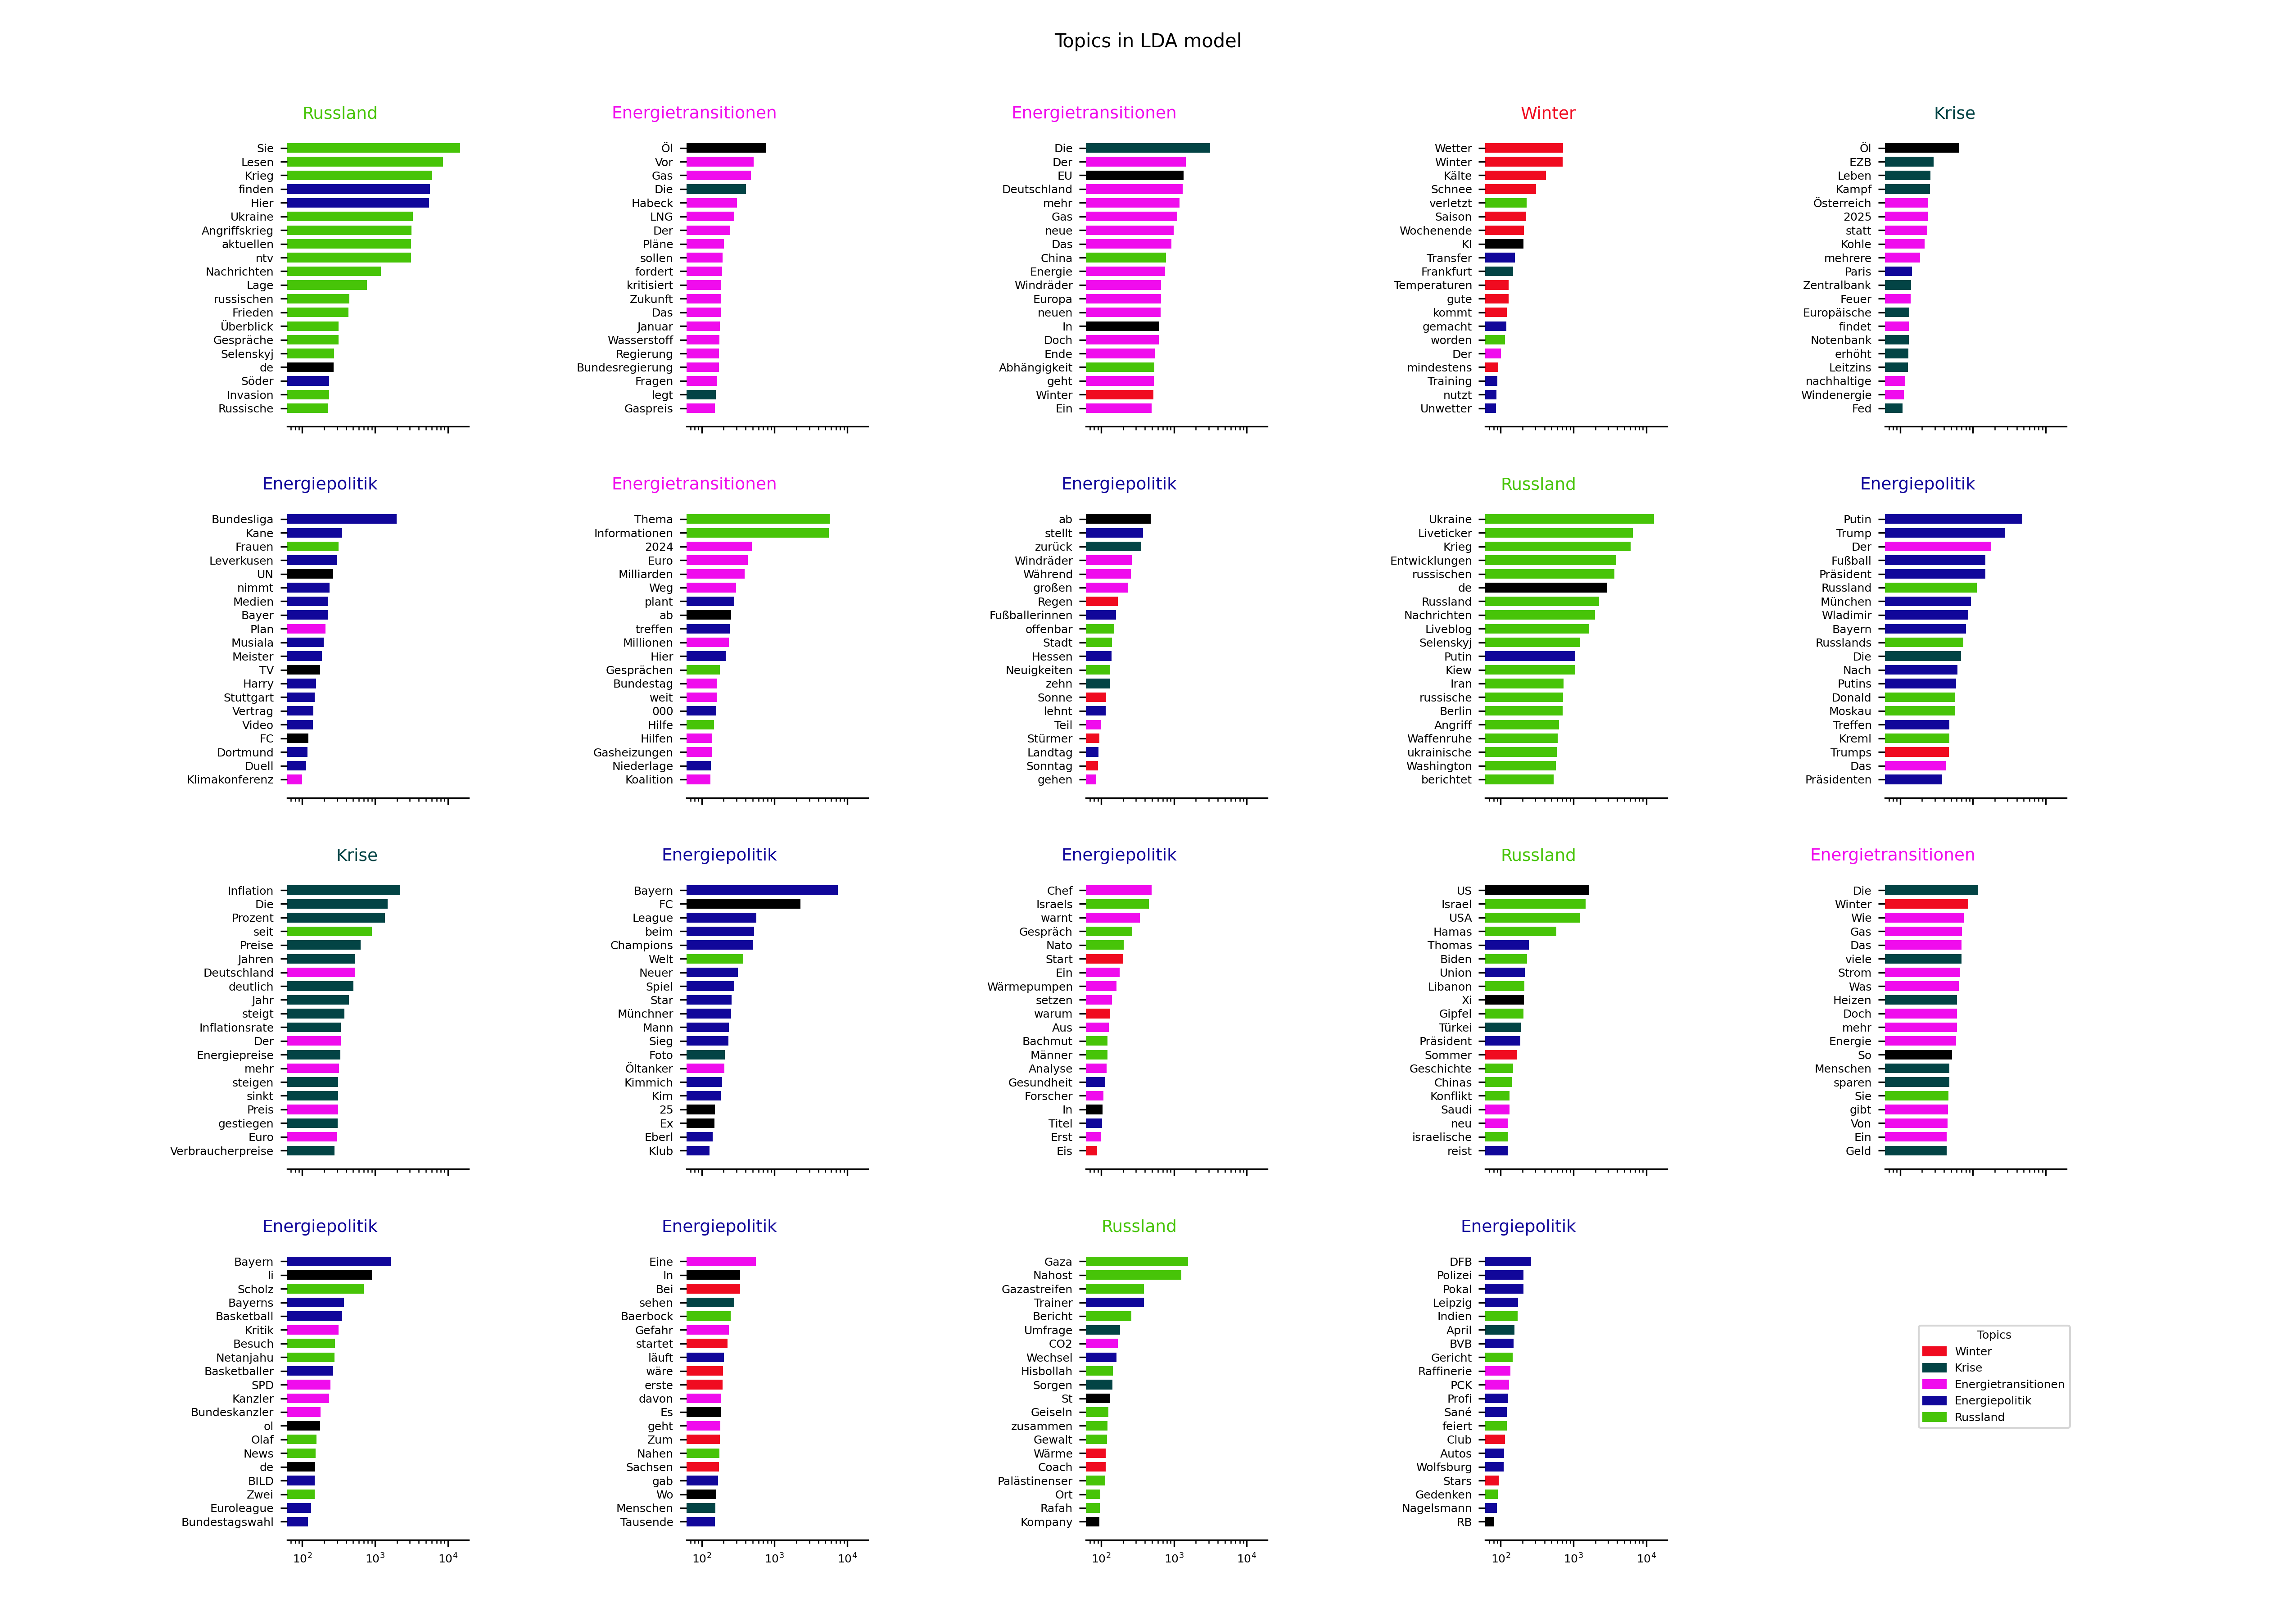 Topics in LDA model
Russland
Sie
Lesen
Krieg
finden
Hier
Ukraine
Angriffskrieg
aktuellen
ntv
Nachrichten
Lage
russischen
Frieden
Überblick
Gespräche
Selenskyj
de
Söder
Invasion
Russische
Energietransitionen
Öl
Vor
Gas
Die
Habeck
LNG
Der
Pläne
sollen
fordert
kritisiert
Zukunft
Das
Januar
Wasserstoff
Regierung
Bundesregierung
Fragen
legt
Gaspreis
Energietransitionen
Die
Der
EU
Deutschland
mehr
Gas
neue
Das
China
Energie
Windräder
Europa
neuen
In
Doch
Ende
Abhängigkeit
geht
Winter
Ein
Winter
Wetter
Winter
Kälte
Schnee
verletzt
Saison
Wochenende
KI
Transfer
Frankfurt
Temperaturen
gute
kommt
gemacht
worden
Der
mindestens
Training
nutzt
Unwetter
Krise
Öl
EZB
Leben
Kampf
Österreich
2025
statt
Kohle
mehrere
Paris
Zentralbank
Feuer
Europäische
findet
Notenbank
erhöht
Leitzins
nachhaltige
Windenergie
Fed
Energiepolitik
Bundesliga
Kane
Frauen
Leverkusen
UN
nimmt
Medien
Bayer
Plan
Musiala
Meister
TV
Harry
Stuttgart
Vertrag
Video
FC
Dortmund
Duell
Klimakonferenz
Energietransitionen
Thema
Informationen
2024
Euro
Milliarden
Weg
plant
ab
treffen
Millionen
Hier
Gesprächen
Bundestag
weit
000
Hilfe
Hilfen
Gasheizungen
Niederlage
Koalition
Energiepolitik
ab
stellt
zurück
Windräder
Während
großen
Regen
Fußballerinnen
offenbar
Stadt
Hessen
Neuigkeiten
zehn
Sonne
lehnt
Teil
Stürmer
Landtag
Sonntag
gehen
Russland
Ukraine
Liveticker
Krieg
Entwicklungen
russischen
de
Russland
Nachrichten
Liveblog
Selenskyj
Putin
Kiew
Iran
russische
Berlin
Angriff
Waffenruhe
ukrainische
Washington
berichtet
Energiepolitik
Putin
Trump
Der
Fußball
Präsident
Russland
München
Wladimir
Bayern
Russlands
Die
Nach
Putins
Donald
Moskau
Treffen
Kreml
Trumps
Das
Präsidenten
Krise
Inflation
Die
Prozent
seit
Preise
Jahren
Deutschland
deutlich
Jahr
steigt
Inflationsrate
Der
Energiepreise
mehr
steigen
sinkt
Preis
gestiegen
Euro
Verbraucherpreise
Energiepolitik
Bayern
FC
League
beim
Champions
Welt
Neuer
Spiel
Star
Münchner
Mann
Sieg
Foto
Öltanker
Kimmich
Kim
25
Ex
Eberl
Klub
Energiepolitik
Chef
Israels
warnt
Gespräch
Nato
Start
Ein
Wärmepumpen
setzen
warum
Aus
Bachmut
Männer
Analyse
Gesundheit
Forscher
In
Titel
Erst
Eis
Russland
US
Israel
USA
Hamas
Thomas
Biden
Union
Libanon
Xi
Gipfel
Türkei
Präsident
Sommer
Geschichte
Chinas
Konflikt
Saudi
neu
israelische
reist
Energietransitionen
Die
Winter
Wie
Gas
Das
viele
Strom
Was
Heizen
Doch
mehr
Energie
So
Menschen
sparen
Sie
gibt
Von
Ein
Geld
Energiepolitik
Bayern
li
Scholz
Bayerns
Basketball
Kritik
Besuch
Netanjahu
Basketballer
SPD
Kanzler
Bundeskanzler
ol
Olaf
News
de
BILD
Zwei
Euroleague
Bundestagswahl
10² 10³ 10⁴
Energiepolitik
Eine
In
Bei
sehen
Baerbock
Gefahr
startet
läuft
wäre
erste
davon
Es
geht
Zum
Nahen
Sachsen
gab
Wo
Menschen
Tausende
10² 10³ 10⁴
Russland
Gaza
Nahost
Gazastreifen
Trainer
Bericht
Umfrage
CO2
Wechsel
Hisbollah
Sorgen
St
Geiseln
zusammen
Gewalt
Wärme
Coach
Palästinenser
Ort
Rafah
Kompany
10² 10³ 10⁴
Energiepolitik
DFB
Polizei
Pokal
Leipzig
Indien
April
BVB
Gericht
Raffinerie
PCK
Profi
Sané
feiert
Club
Autos
Wolfsburg
Stars
Gedenken
Nagelsmann
RB
10² 10³ 10⁴
Topics
Winter
Krise
Energietransitionen
Energiepolitik
Russland